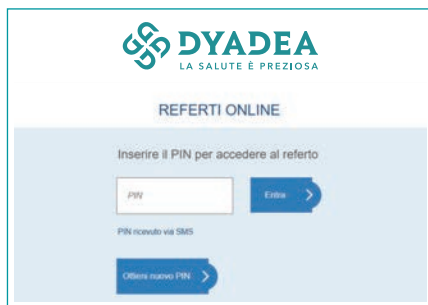 DYADEA
LA SALUTE È PREZIOSA
REFERTI ONLINE
Inserire il PIN per accedere al referto
PIN
Entra
PIN ricevuto via SMS
Ottieni nuovo PIN